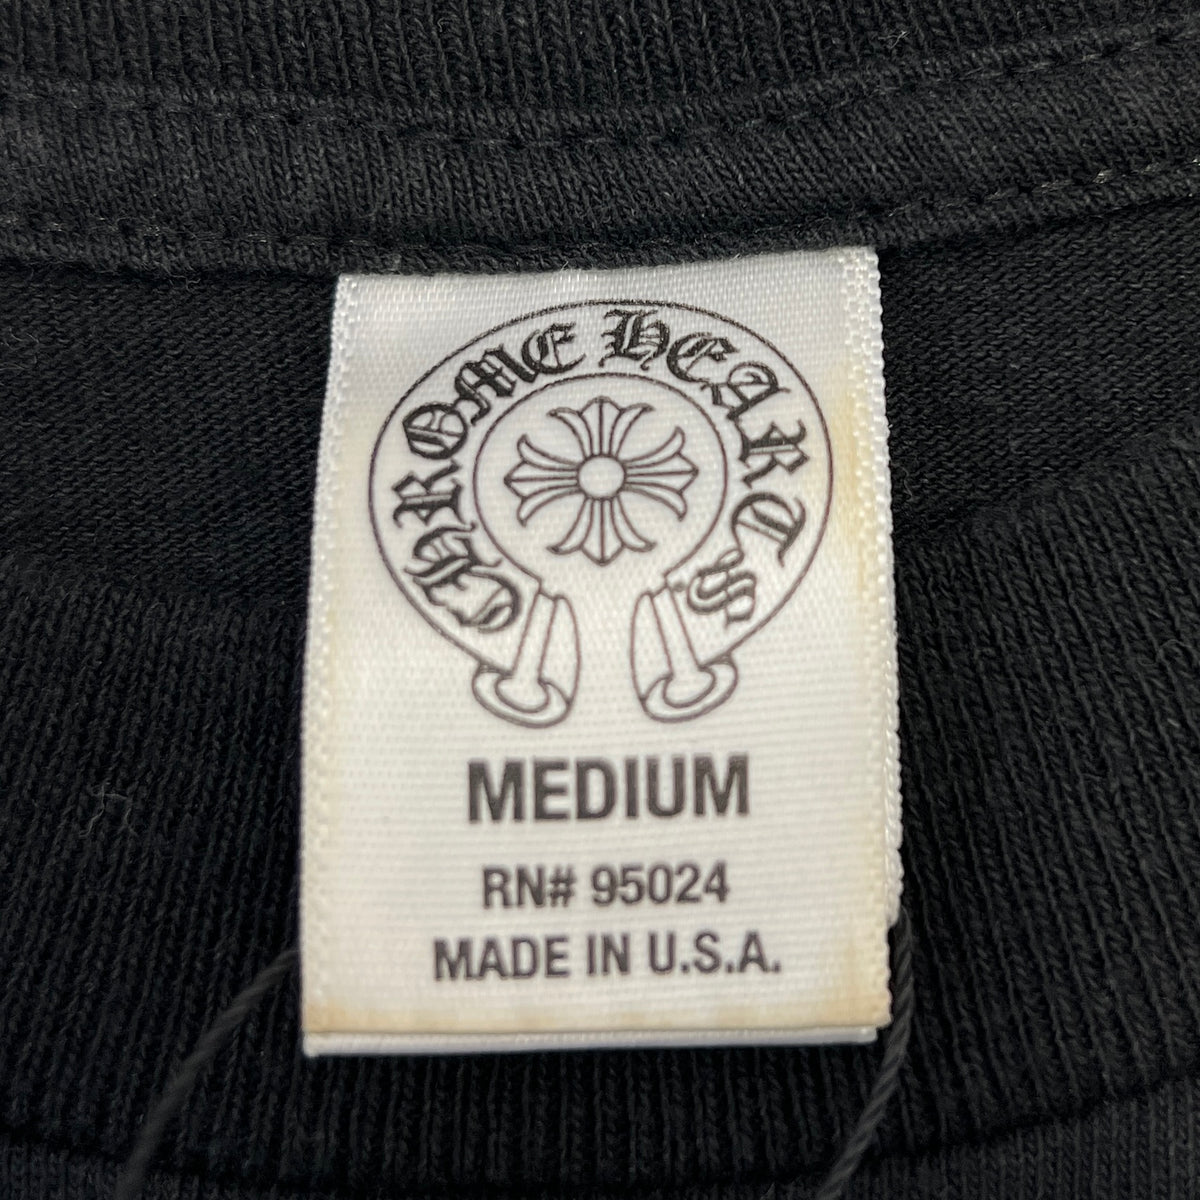 CHROME HEARTS
MEDIUM
RN# 95024
MADE IN U.S.A.